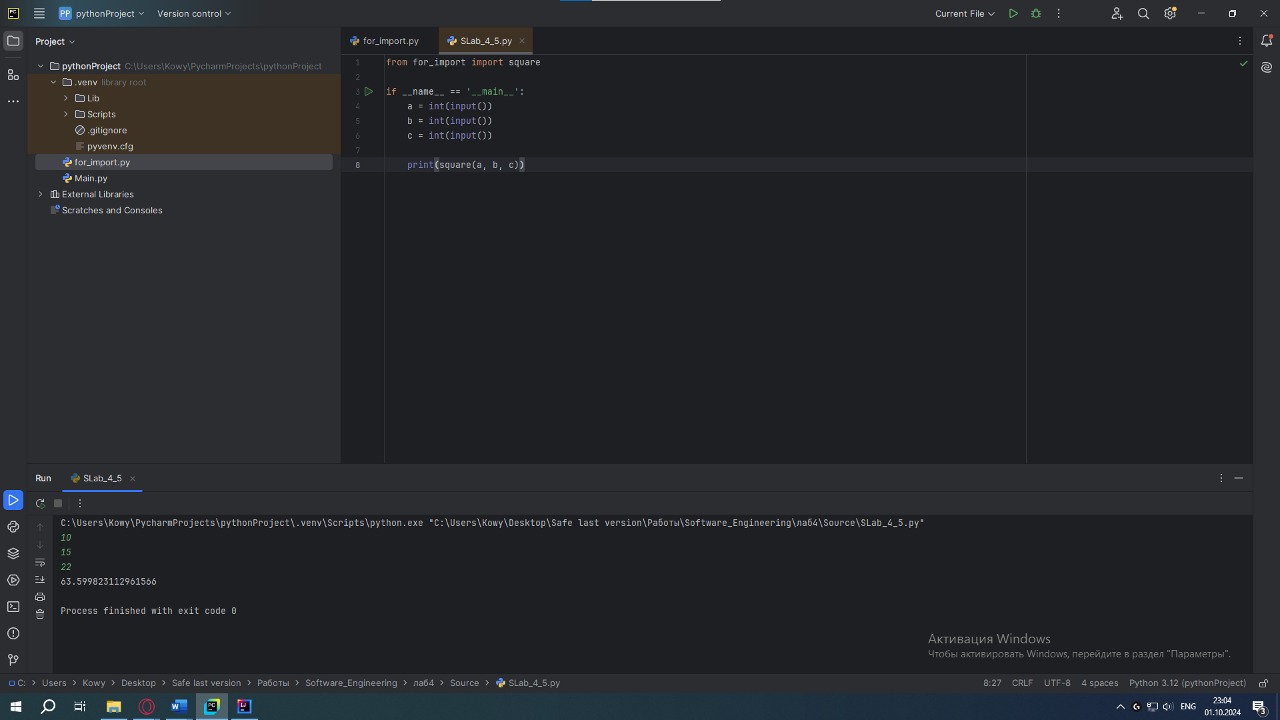 PC PP pythonProject Version control Current File
Project for_import.py SLab_4_5.py
pythonProject C:\Users\Kowy\PycharmProjects\pythonProject
.venv library root
Lib
Scripts
.gitignore
pyvenv.cfg
for_import.py
Main.py
External Libraries
Scratches and Consoles
1 from for_import import square
2
3 if __name__ == '__main__':
4 a = int(input())
5 b = int(input())
6 c = int(input())
7
8 print(square(a, b, c))
Run SLab_4_5
C:\Users\Kowy\PycharmProjects\pythonProject\.venv\Scripts\python.exe "C:\Users\Kowy\Desktop\Safe last version\Работы\Software_Engineering\лаб4\Source\SLab_4_5.py"
10
15
22
63.599823112961566
Process finished with exit code 0
Активация Windows
Чтобы активировать Windows, перейдите в раздел "Параметры".
C: Users Kowy Desktop Safe last version Работы Software_Engineering лаб4 Source SLab_4_5.py 8:27 CRLF UTF-8 4 spaces Python 3.12 (pythonProject)
ENG 23:04
01.10.2024